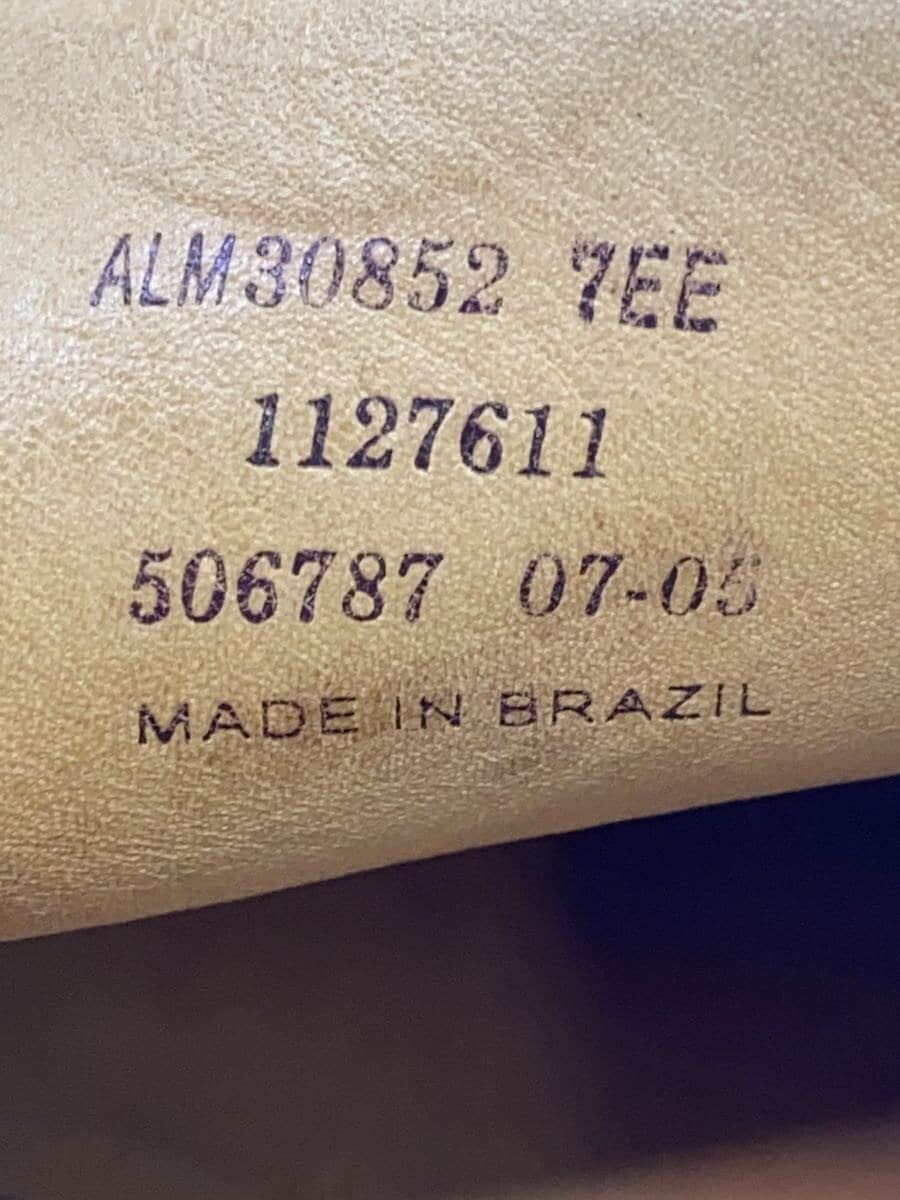 ALM30852 7EE
1127611
506787 07-05
MADE IN BRAZIL